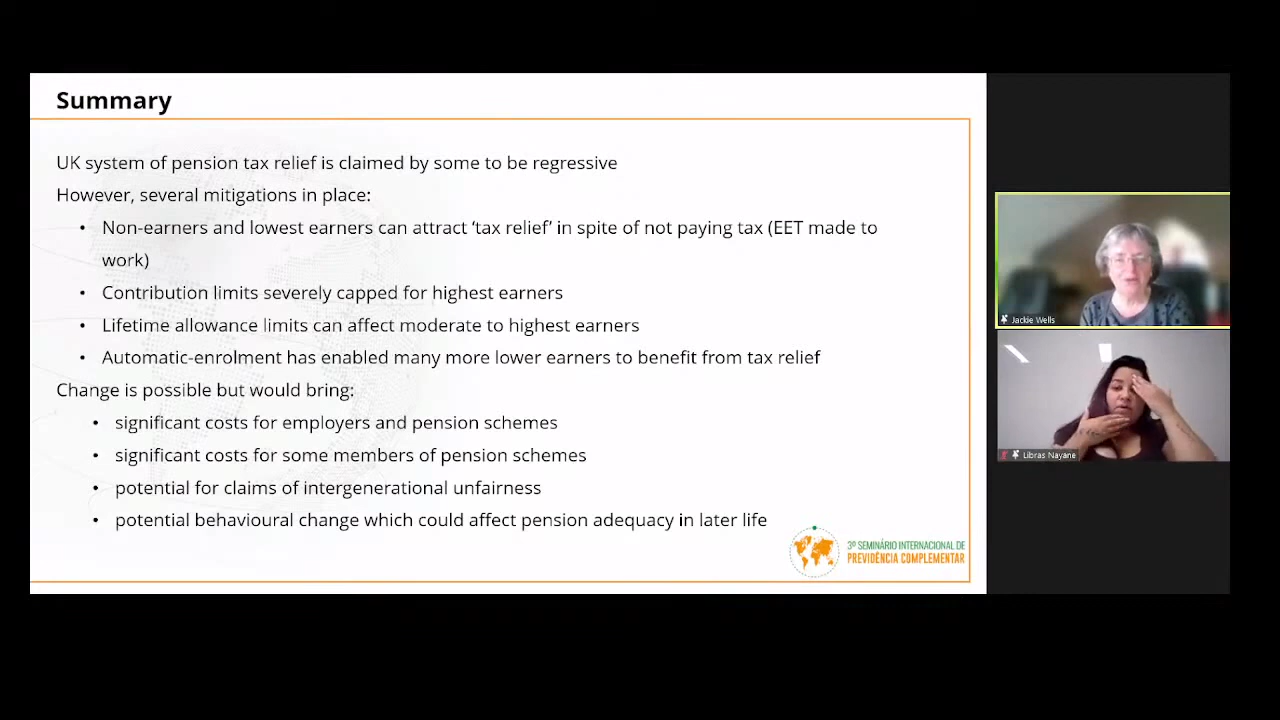 Summary
UK system of pension tax relief is claimed by some to be regressive
However, several mitigations in place:
• Non-earners and lowest earners can attract ‘tax relief’ in spite of not paying tax (EET made to
work)
• Contribution limits severely capped for highest earners
• Lifetime allowance limits can affect moderate to highest earners
• Automatic-enrolment has enabled many more lower earners to benefit from tax relief
Change is possible but would bring:
• significant costs for employers and pension schemes
• significant costs for some members of pension schemes
• potential for claims of intergenerational unfairness
• potential behavioural change which could affect pension adequacy in later life
3º SEMINÁRIO INTERNACIONAL DE
PREVIDÊNCIA COMPLEMENTAR
Jackie Wells
Libras Nayane